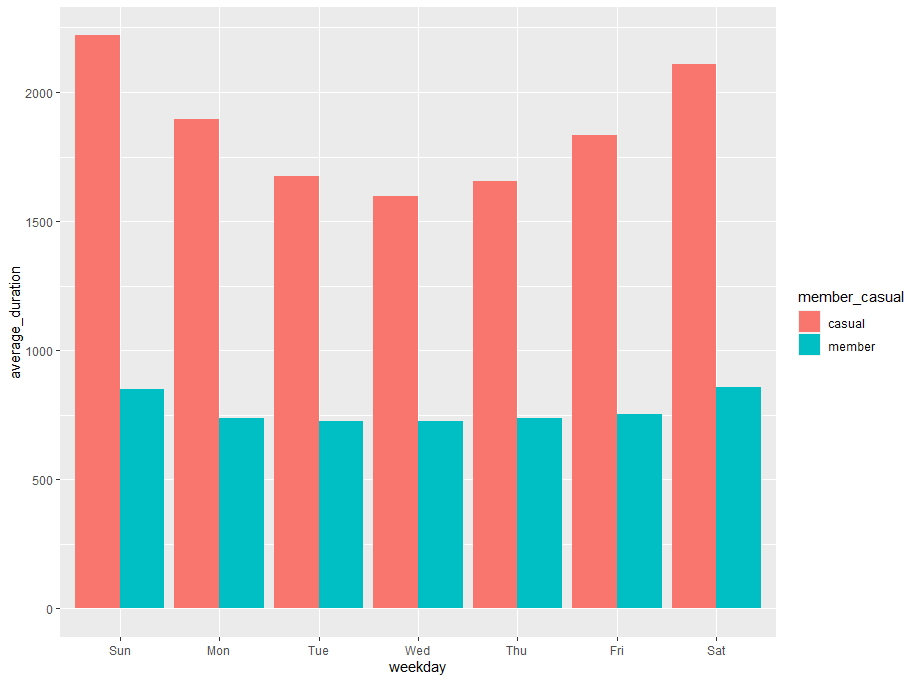 average_duration
2000
1500
1000
500
0
Sun Mon Tue Wed Thu Fri Sat
weekday
member_casual
casual
member